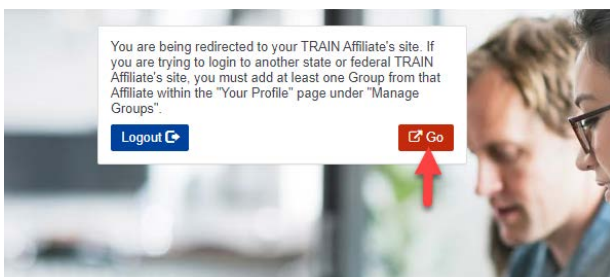 You are being redirected to your TRAIN Affiliate's site. If
you are trying to login to another state or federal TRAIN
Affiliate's site, you must add at least one Group from that
Affiliate within the "Your Profile" page under "Manage
Groups".
Logout Go